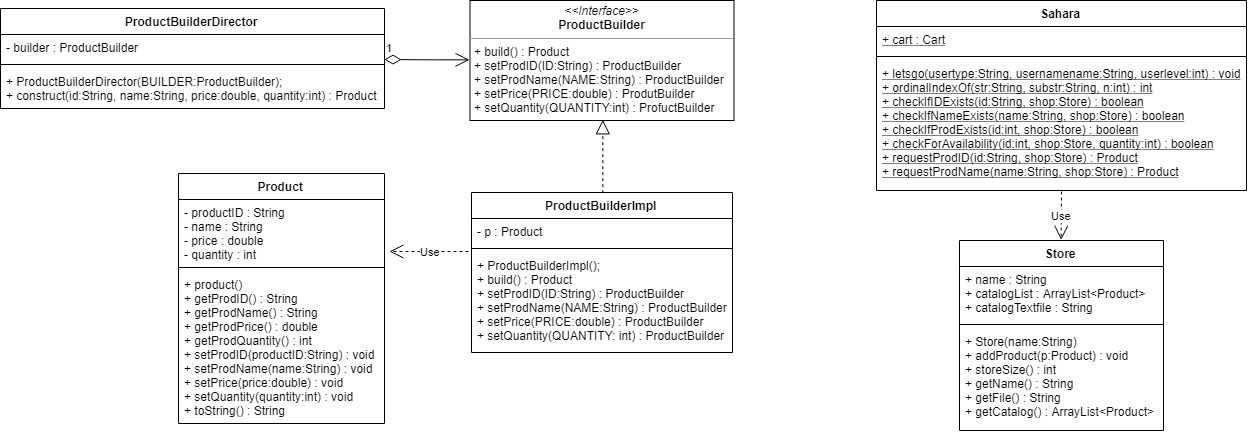 ProductBuilderDirector
- builder : ProductBuilder
+ ProductBuilderDirector(BUILDER:ProductBuilder);
+ construct(id:String, name:String, price:double, quantity:int) : Product
1
<<Interface>>
ProductBuilder
+ build() : Product
+ setProdID(ID:String) : ProductBuilder
+ setProdName(NAME:String) : ProductBuilder
+ setPrice(PRICE:double) : ProdutBuilder
+ setQuantity(QUANTITY:int) : ProfuctBuilder
Product
- productID : String
- name : String
- price : double
- quantity : int
+ product()
+ getProdID() : String
+ getProdName() : String
+ getProdPrice() : double
+ getProdQuantity() : int
+ setProdID(productID:String) : void
+ setProdName(name:String) : void
+ setPrice(price:double) : void
+ setQuantity(quantity:int) : void
+ toString() : String
Use
ProductBuilderImpl
- p : Product
+ ProductBuilderImpl();
+ build() : Product
+ setProdID(ID:String) : ProductBuilder
+ setProdName(NAME:String) : ProductBuilder
+ setPrice(PRICE:double) : ProductBuilder
+ setQuantity(QUANTITY: int) : ProductBuilder
Sahara
+ cart : Cart
+ letsgo(usertype:String, usernamename:String, userlevel:int) : void
+ ordinalIndexOf(str:String, substr:String, n:int) : int
+ checkIfIDExists(id:String, shop:Store) : boolean
+ checkIfNameExists(name:String, shop:Store) : boolean
+ checkIfProdExists(id:int, shop:Store) : boolean
+ checkForAvailability(id:int, shop:Store, quantity:int) : boolean
+ requestProdID(id:String, shop:Store) : Product
+ requestProdName(name:String, shop:Store) : Product
Use
Store
+ name : String
+ catalogList : ArrayList<Product>
+ catalogTextfile : String
+ Store(name:String)
+ addProduct(p:Product) : void
+ storeSize() : int
+ getName() : String
+ getFile() : String
+ getCatalog() : ArrayList<Product>